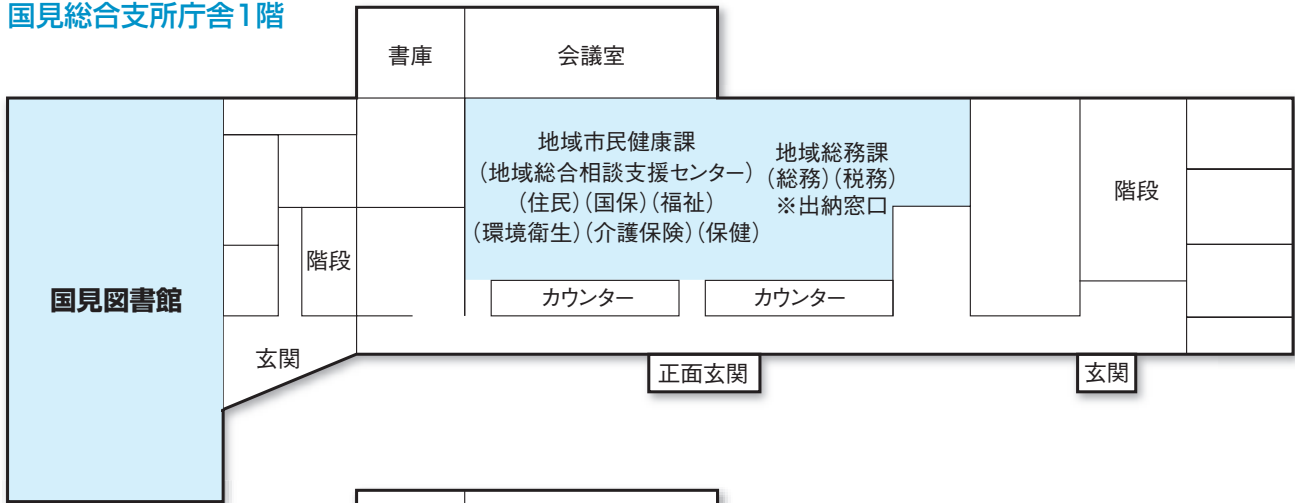 国見総合支所庁舎1階
書庫
会議室
地域市民健康課
(地域総合相談支援センター)
(住民)(国保)(福祉)
(環境衛生)(介護保険)(保健)
地域総務課
(総務)(税務)
※出納窓口
階段
階段
国見図書館
カウンター
カウンター
玄関
正面玄関
玄関